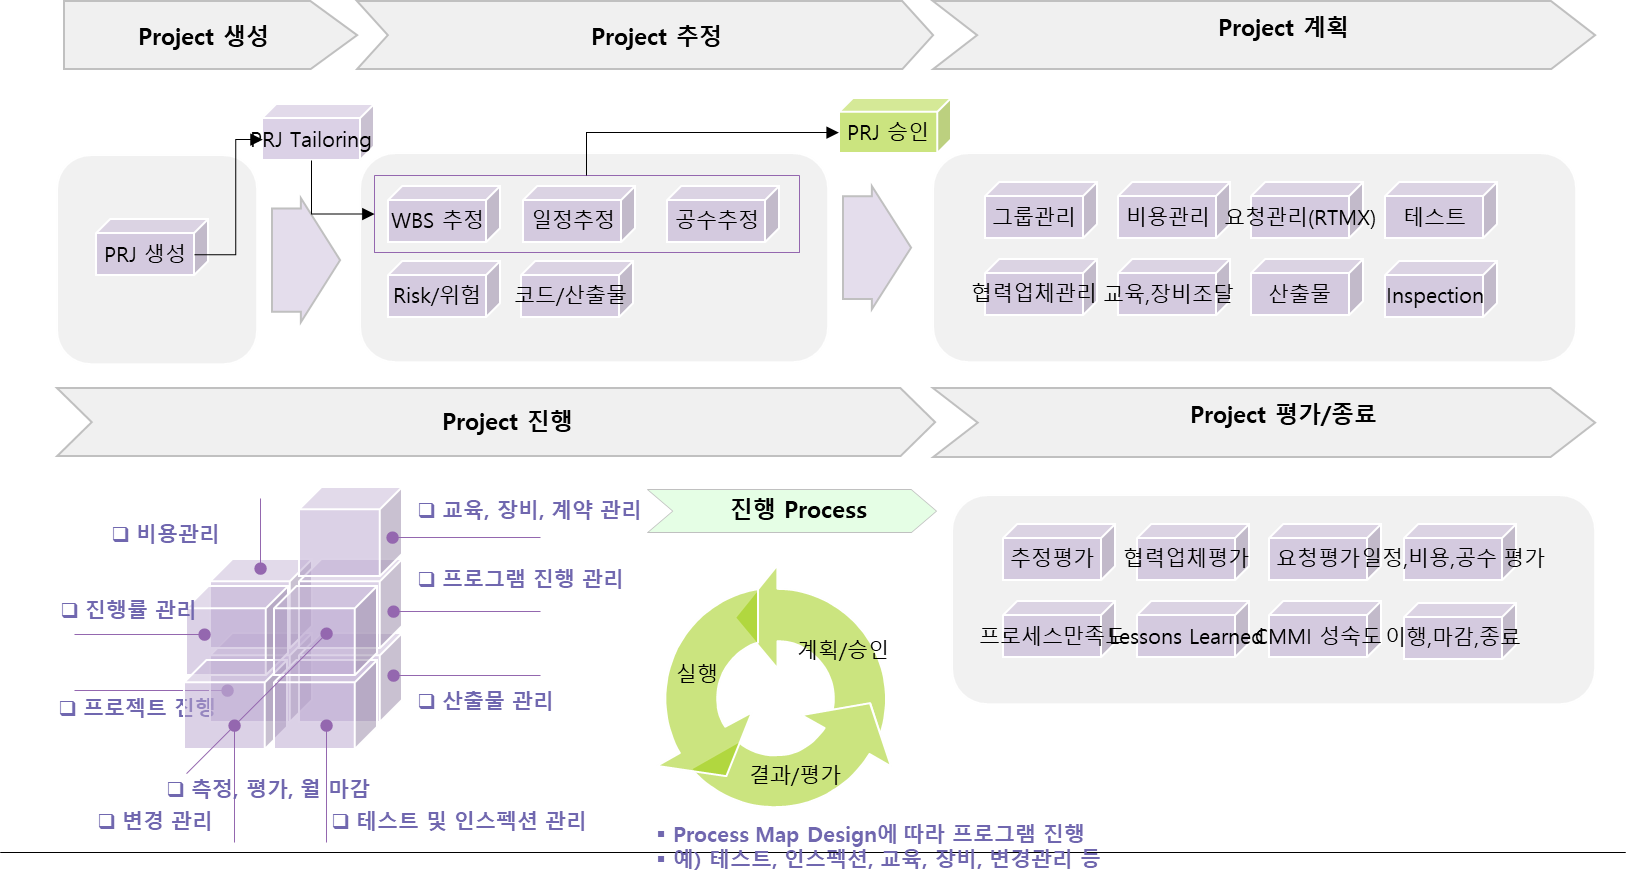 Project 생성
Project 추정
Project 계획
PRJ Tailoring
PRJ 승인
PRJ 생성
WBS 추정
일정추정
공수추정
Risk/위험
코드/산출물
그룹관리
비용관리
요청관리(RTMX)
테스트
협력업체관리
교육,장비조달
산출물
Inspection
Project 진행
Project 평가/종료
❑ 비용관리
❑ 진행률 관리
❑ 프로젝트 진행
❑ 교육, 장비, 계약 관리
❑ 프로그램 진행 관리
❑ 산출물 관리
❑ 측정, 평가, 월 마감
❑ 변경 관리
❑ 테스트 및 인스펙션 관리
진행 Process
계획/승인
실행
결과/평가
▪ Process Map Design에 따라 프로그램 진행
▪ 예) 테스트, 인스펙션, 교육, 장비, 변경관리 등
추정평가
협력업체평가
요청평가
일정,비용,공수 평가
프로세스만족도
Lessons Learned
CMMI 성숙도
이행,마감,종료